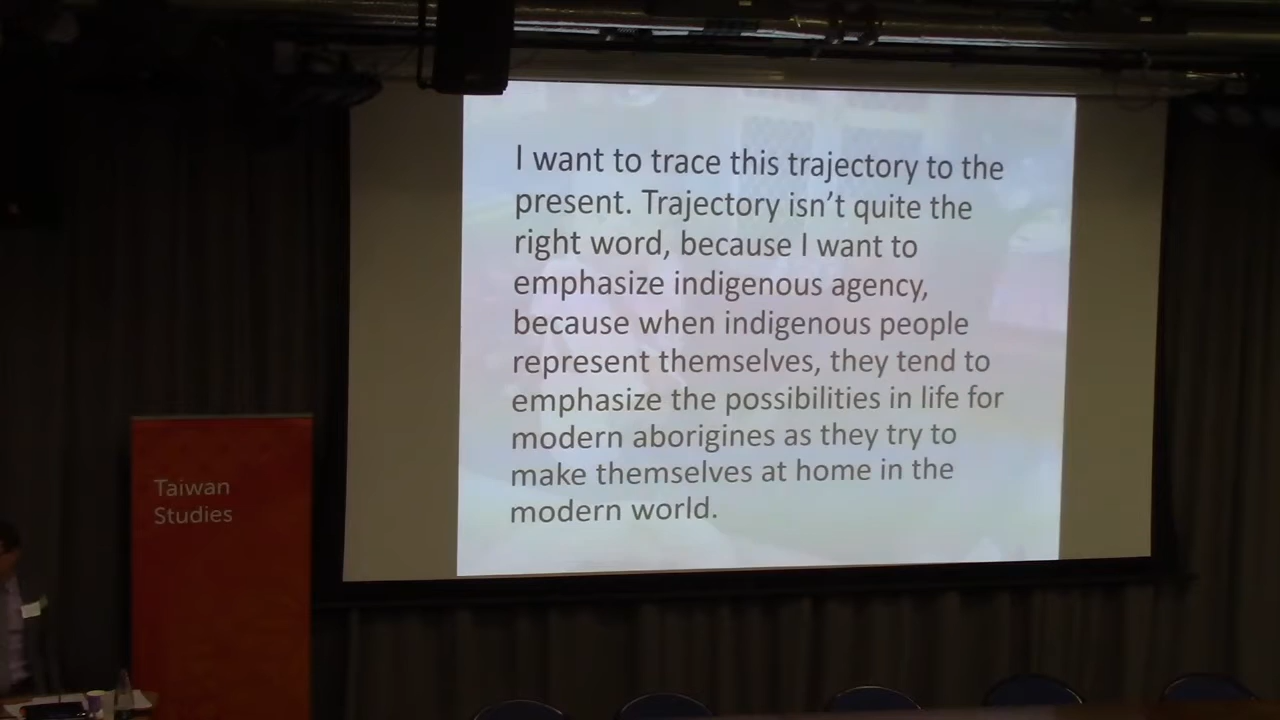 I want to trace this trajectory to the
present. Trajectory isn’t quite the
right word, because I want to
emphasize indigenous agency,
because when indigenous people
represent themselves, they tend to
emphasize the possibilities in life for
modern aborigines as they try to
make themselves at home in the
modern world.
Taiwan
Studies